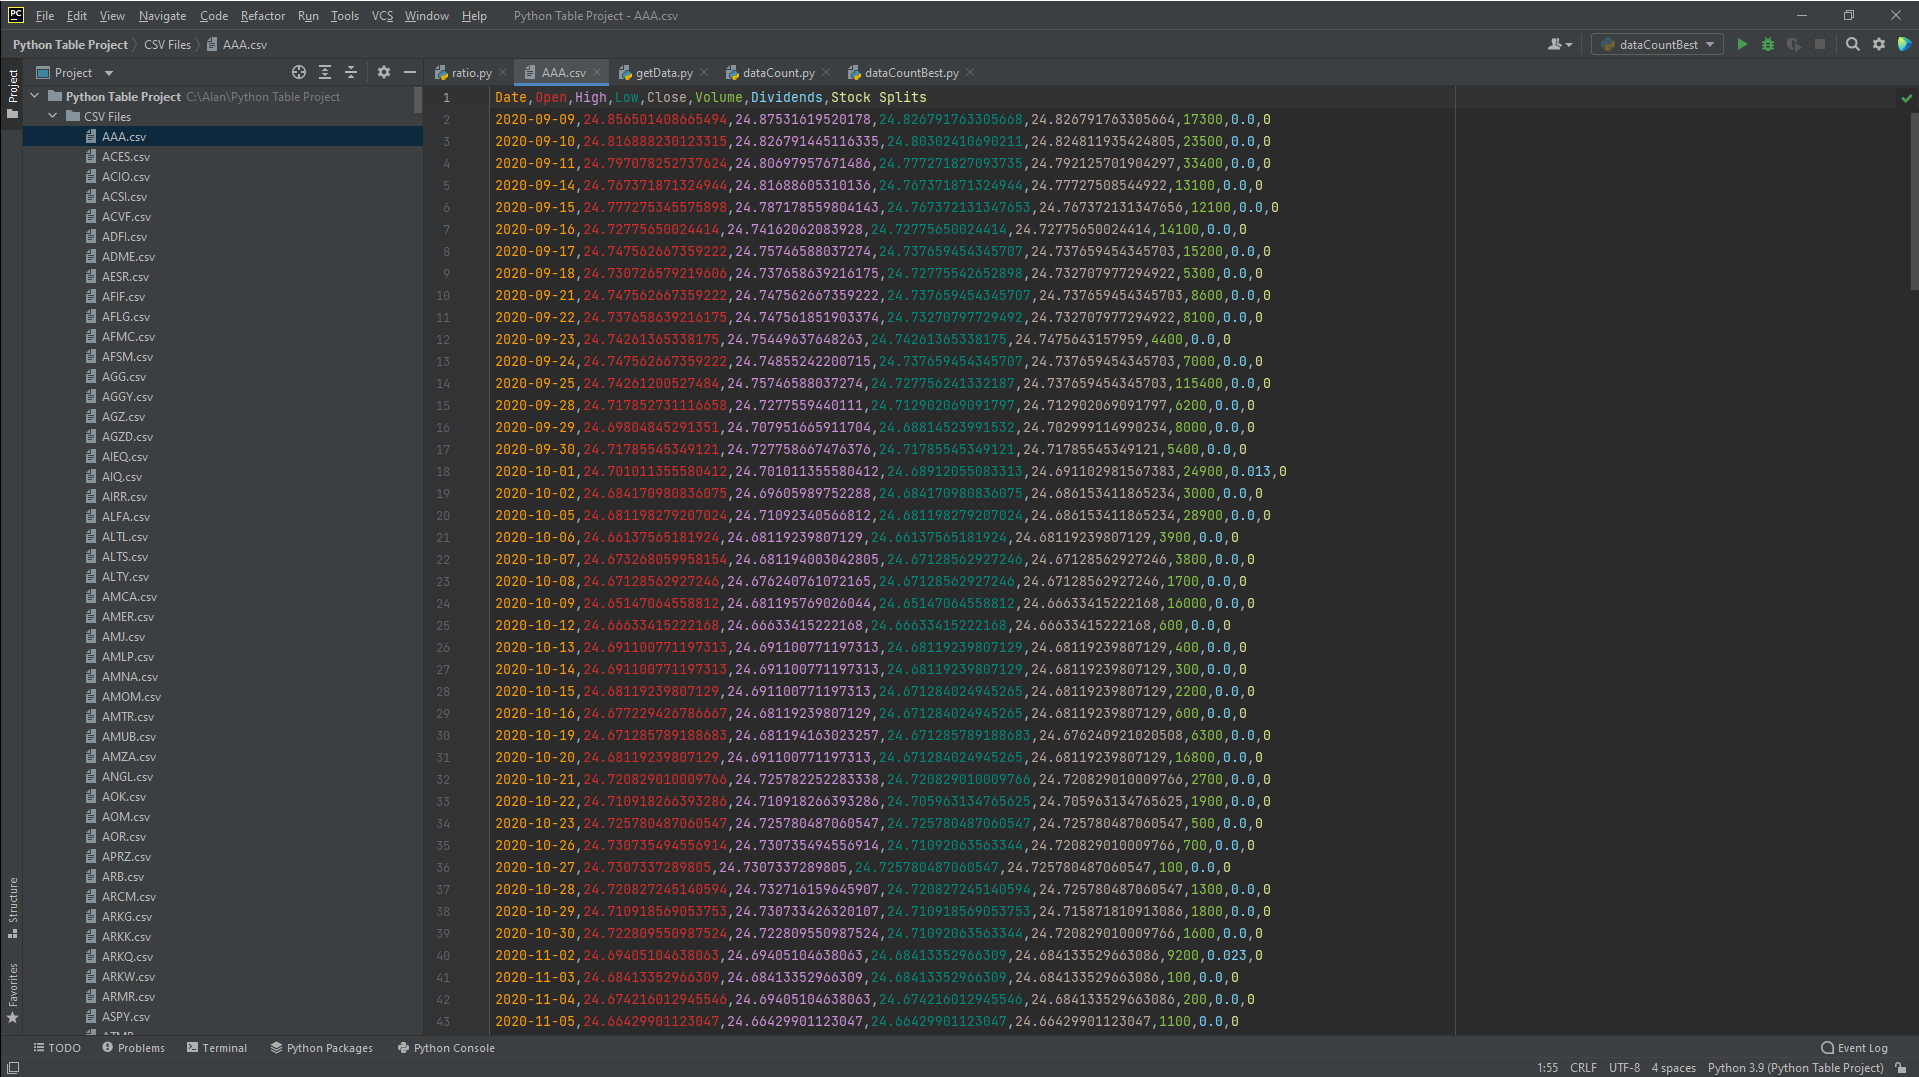 PC File Edit View Navigate Code Refactor Run Tools VCS Window Help Python Table Project - AAA.csv
Python Table Project CSV Files AAA.csv dataCountBest
Project ratio.py AAA.csv getData.py dataCount.py dataCountBest.py
Project
Python Table Project C:\Alan\Python Table Project
CSV Files
AAA.csv
ACES.csv
ACIO.csv
ACSI.csv
ACVF.csv
ADFI.csv
ADME.csv
AESR.csv
AFIF.csv
AFLG.csv
AFMC.csv
AFSM.csv
AGG.csv
AGGY.csv
AGZ.csv
AGZD.csv
AIEQ.csv
AIQ.csv
AIRR.csv
ALFA.csv
ALTL.csv
ALTS.csv
ALTY.csv
AMCA.csv
AMER.csv
AMJ.csv
AMLP.csv
AMNA.csv
AMOM.csv
AMTR.csv
AMUB.csv
AMZA.csv
ANGL.csv
AOK.csv
AOM.csv
AOR.csv
APRZ.csv
ARB.csv
ARCM.csv
ARKG.csv
ARKK.csv
ARKQ.csv
ARKW.csv
ARMR.csv
ASPY.csv
Structure
Favorites
1 Date,Open,High,Low,Close,Volume,Dividends,Stock Splits
2 2020-09-09,24.856501408665494,24.87531619520178,24.826791763305668,24.826791763305664,17300,0.0,0
3 2020-09-10,24.816888230123315,24.826791445116335,24.80302410690211,24.824811935424805,23500,0.0,0
4 2020-09-11,24.797078252737624,24.80697957671486,24.777271827093735,24.792125701904297,33400,0.0,0
5 2020-09-14,24.767371871324944,24.81688605310136,24.767371871324944,24.77727508544922,13100,0.0,0
6 2020-09-15,24.777275345575898,24.787178559804143,24.767372131347653,24.767372131347656,12100,0.0,0
7 2020-09-16,24.72775650024414,24.74162062083928,24.72775650024414,24.72775650024414,14100,0.0,0
8 2020-09-17,24.747562667359222,24.75746588037274,24.737659454345707,24.737659454345703,15200,0.0,0
9 2020-09-18,24.730726579219606,24.737658639216175,24.72775542652898,24.732707977294922,5300,0.0,0
10 2020-09-21,24.747562667359222,24.747562667359222,24.737659454345707,24.737659454345703,8600,0.0,0
11 2020-09-22,24.737658639216175,24.747561851903374,24.73270797729492,24.732707977294922,8100,0.0,0
12 2020-09-23,24.74261365338175,24.75449637648263,24.74261365338175,24.7475643157959,4400,0.0,0
13 2020-09-24,24.747562667359222,24.74855242200715,24.737659454345707,24.737659454345703,7000,0.0,0
14 2020-09-25,24.74261200527484,24.75746588037274,24.727756241332187,24.737659454345703,115400,0.0,0
15 2020-09-28,24.717852731116658,24.7277559440111,24.712902069091797,24.712902069091797,6200,0.0,0
16 2020-09-29,24.69804845291351,24.707951665911704,24.68814523991532,24.702999114990234,8000,0.0,0
17 2020-09-30,24.71785545349121,24.727758667476376,24.71785545349121,24.71785545349121,5400,0.0,0
18 2020-10-01,24.701011355580412,24.701011355580412,24.68912055083313,24.691102981567383,24900,0.013,0
19 2020-10-02,24.684170980836075,24.69605989752288,24.684170980836075,24.686153411865234,3000,0.0,0
20 2020-10-05,24.681198279207024,24.71092340566812,24.681198279207024,24.686153411865234,28900,0.0,0
21 2020-10-06,24.66137565181924,24.68119239807129,24.66137565181924,24.68119239807129,3900,0.0,0
22 2020-10-07,24.673268059958154,24.681194003042805,24.67128562927246,24.67128562927246,3800,0.0,0
23 2020-10-08,24.67128562927246,24.676240761072165,24.67128562927246,24.67128562927246,1700,0.0,0
24 2020-10-09,24.65147064558812,24.681195769026044,24.65147064558812,24.66633415222168,16000,0.0,0
25 2020-10-12,24.66633415222168,24.66633415222168,24.66633415222168,24.66633415222168,600,0.0,0
26 2020-10-13,24.691100771197313,24.691100771197313,24.68119239807129,24.68119239807129,400,0.0,0
27 2020-10-14,24.691100771197313,24.691100771197313,24.68119239807129,24.68119239807129,300,0.0,0
28 2020-10-15,24.68119239807129,24.691100771197313,24.671284024945265,24.68119239807129,2200,0.0,0
29 2020-10-16,24.677229426786667,24.68119239807129,24.671284024945265,24.68119239807129,600,0.0,0
30 2020-10-19,24.671285789188683,24.681194163023257,24.671285789188683,24.676240921020508,6300,0.0,0
31 2020-10-20,24.68119239807129,24.691100771197313,24.671284024945265,24.68119239807129,16800,0.0,0
32 2020-10-21,24.720829010009766,24.725782252283338,24.720829010009766,24.720829010009766,2700,0.0,0
33 2020-10-22,24.710918266393286,24.710918266393286,24.705963134765625,24.705963134765625,1900,0.0,0
34 2020-10-23,24.725780487060547,24.725780487060547,24.725780487060547,24.725780487060547,500,0.0,0
35 2020-10-26,24.730735494556914,24.730735494556914,24.71092063563344,24.720829010009766,700,0.0,0
36 2020-10-27,24.7307337289805,24.7307337289805,24.725780487060547,24.725780487060547,100,0.0,0
37 2020-10-28,24.720827245140594,24.732716159645907,24.720827245140594,24.725780487060547,1300,0.0,0
38 2020-10-29,24.710918569053753,24.730733426320107,24.710918569053753,24.715871810913086,1800,0.0,0
39 2020-10-30,24.722809550987524,24.722809550987524,24.71092063563344,24.720829010009766,1600,0.0,0
40 2020-11-02,24.69405104638063,24.69405104638063,24.68413352966309,24.684133529663086,9200,0.023,0
41 2020-11-03,24.68413352966309,24.68413352966309,24.68413352966309,24.684133529663086,100,0.0,0
42 2020-11-04,24.674216012945546,24.69405104638063,24.674216012945546,24.684133529663086,200,0.0,0
43 2020-11-05,24.66429901123047,24.66429901123047,24.66429901123047,24.66429901123047,1100,0.0,0
TODO Problems Terminal Python Packages Python Console Event Log
1:55 CRLF UTF-8 4 spaces Python 3.9 (Python Table Project)